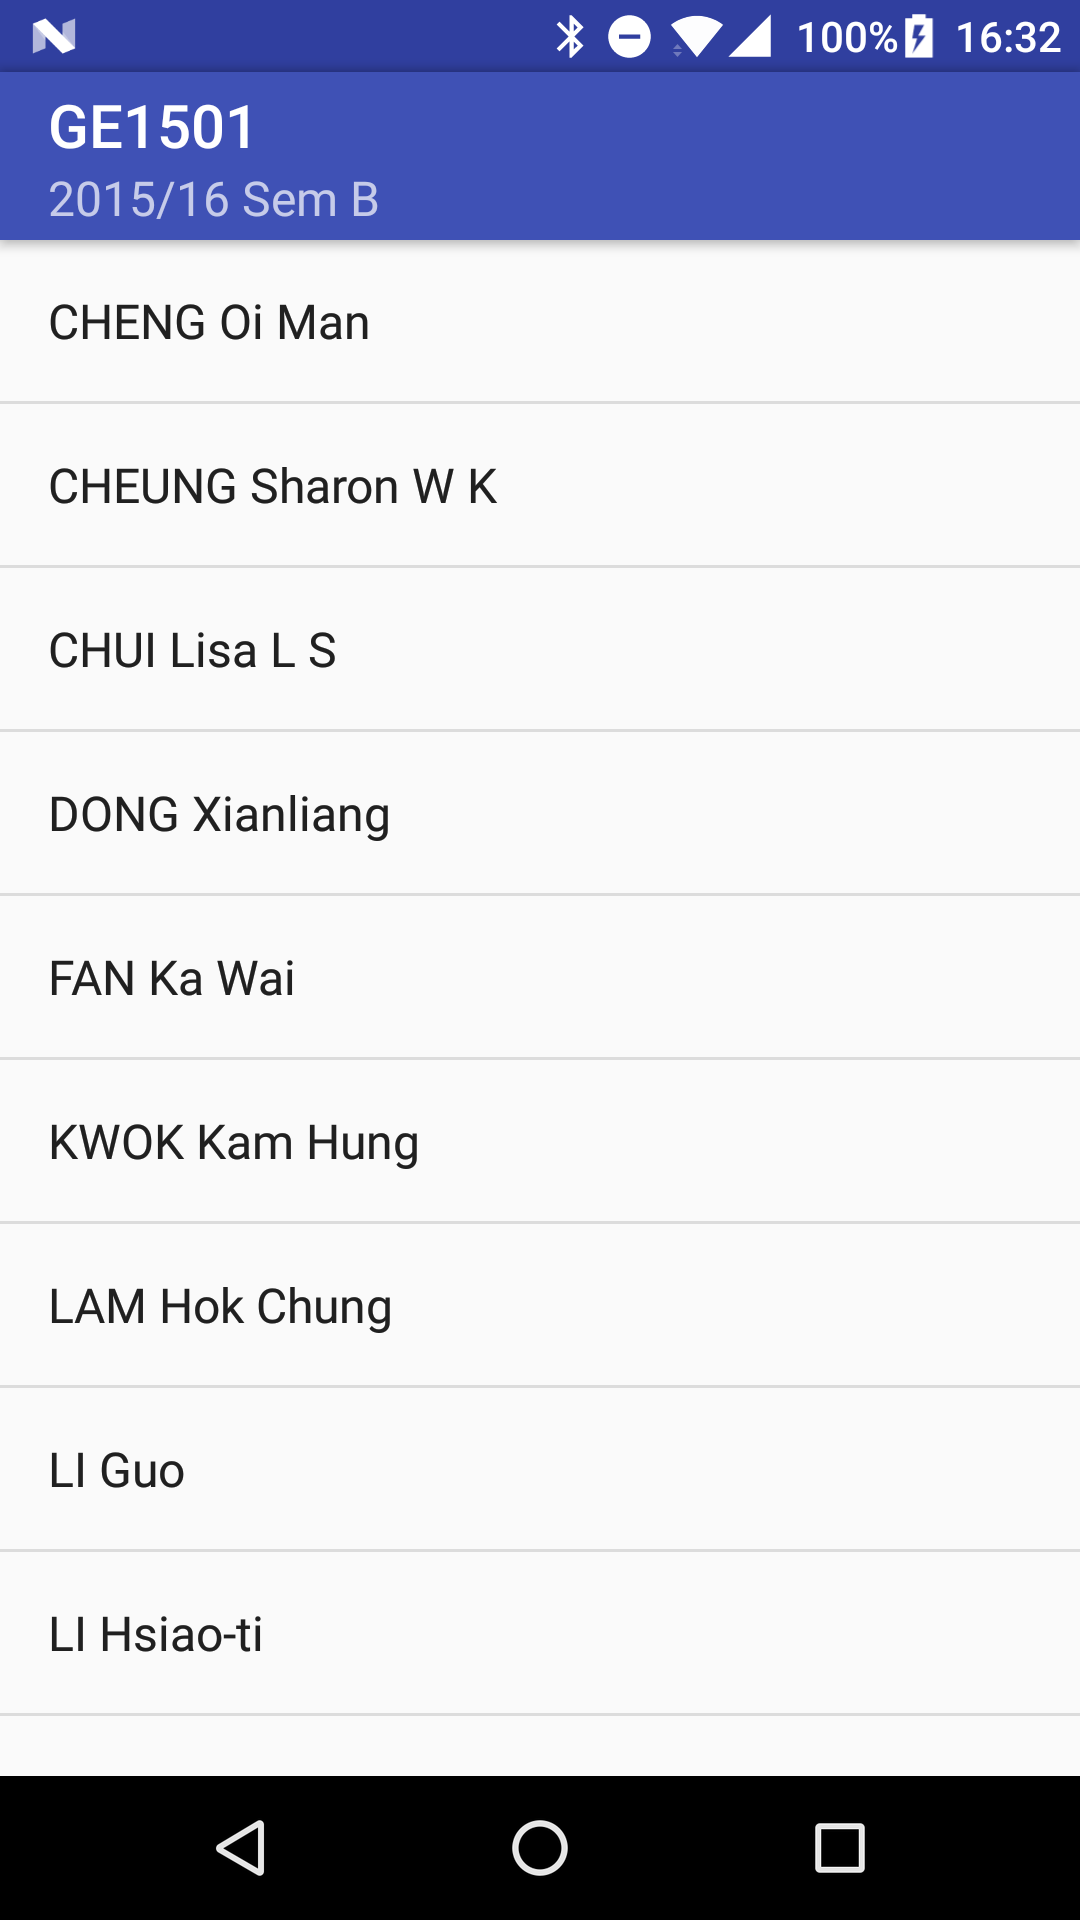 100% 16:32
GE1501
2015/16 Sem B
CHENG Oi Man
CHEUNG Sharon W K
CHUI Lisa L S
DONG Xianliang
FAN Ka Wai
KWOK Kam Hung
LAM Hok Chung
LI Guo
LI Hsiao-ti